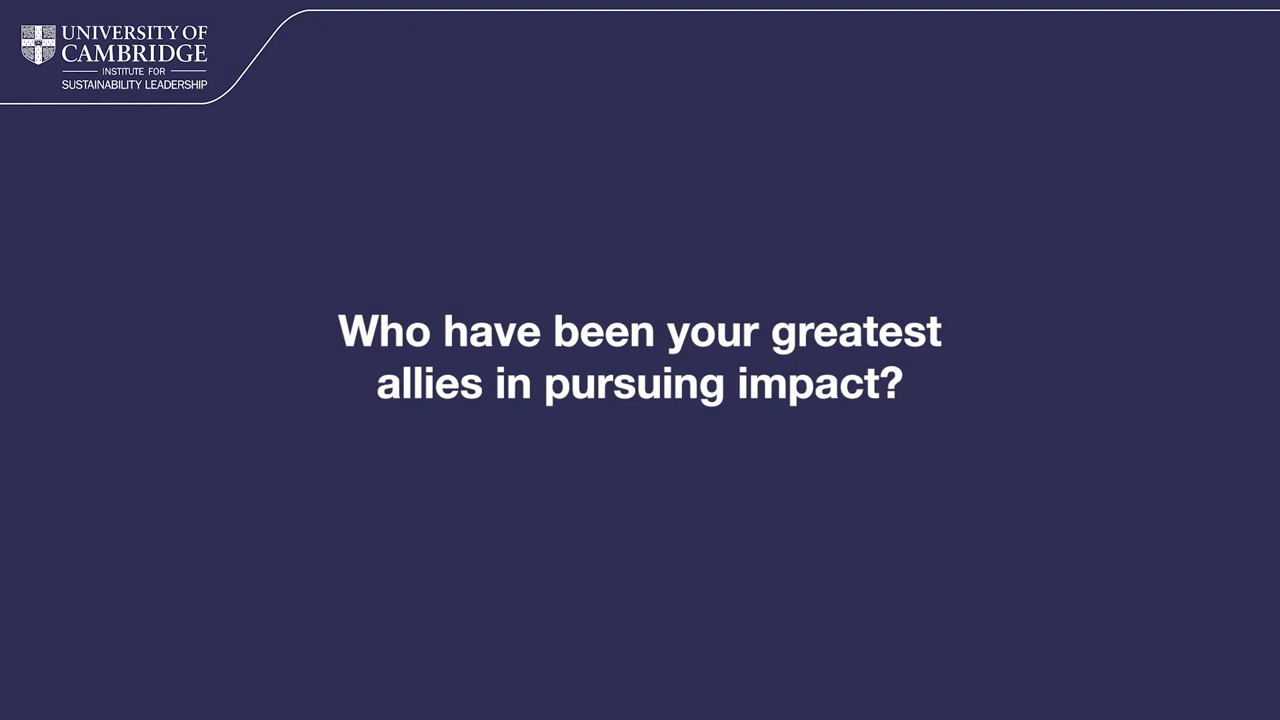 UNIVERSITY OF
CAMBRIDGE
INSTITUTE FOR
SUSTAINABILITY LEADERSHIP
Who have been your greatest
allies in pursuing impact?